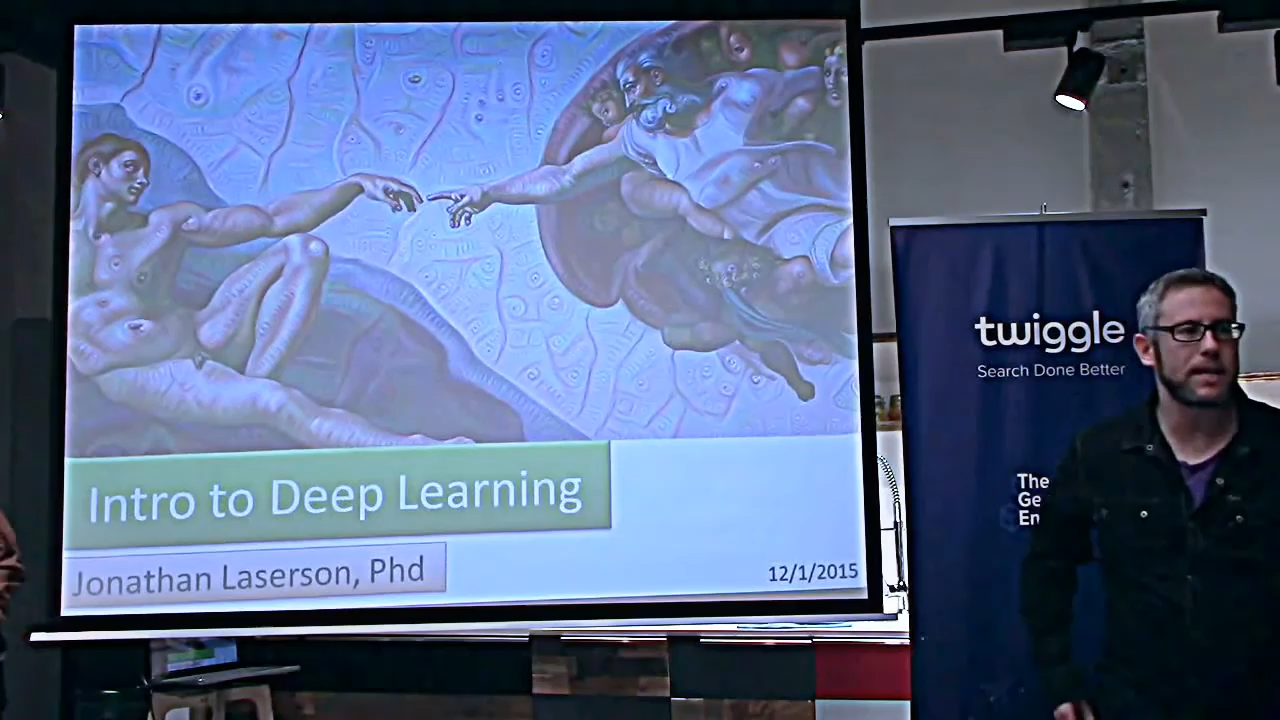 Intro to Deep Learning
Jonathan Laserson, Phd
12/1/2015
twiggle
Search Done Better
The